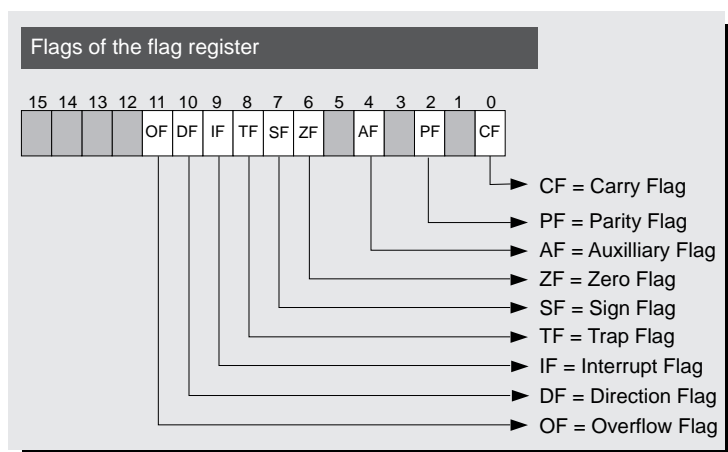 Flags of the flag register
15 14 13 12 11 10 9 8 7 6 5 4 3 2 1 0
OF DF IF TF SF ZF AF PF CF
CF = Carry Flag
PF = Parity Flag
AF = Auxilliary Flag
ZF = Zero Flag
SF = Sign Flag
TF = Trap Flag
IF = Interrupt Flag
DF = Direction Flag
OF = Overflow Flag